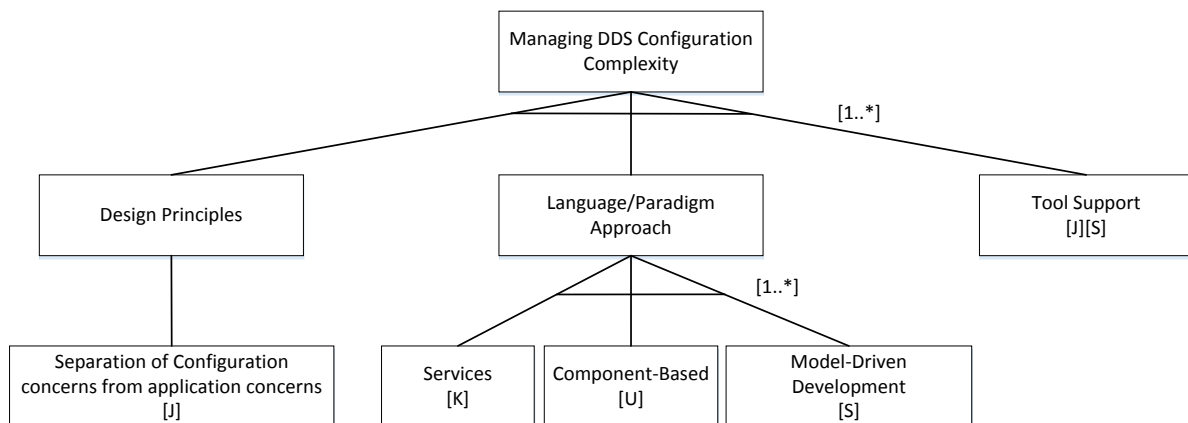 Managing DDS Configuration
Complexity
[1..*]
Design Principles
Language/Paradigm
Approach
Tool Support
[J][S]
[1..*]
Separation of Configuration
concerns from application concerns
[J]
Services
[K]
Component-Based
[U]
Model-Driven
Development
[S]